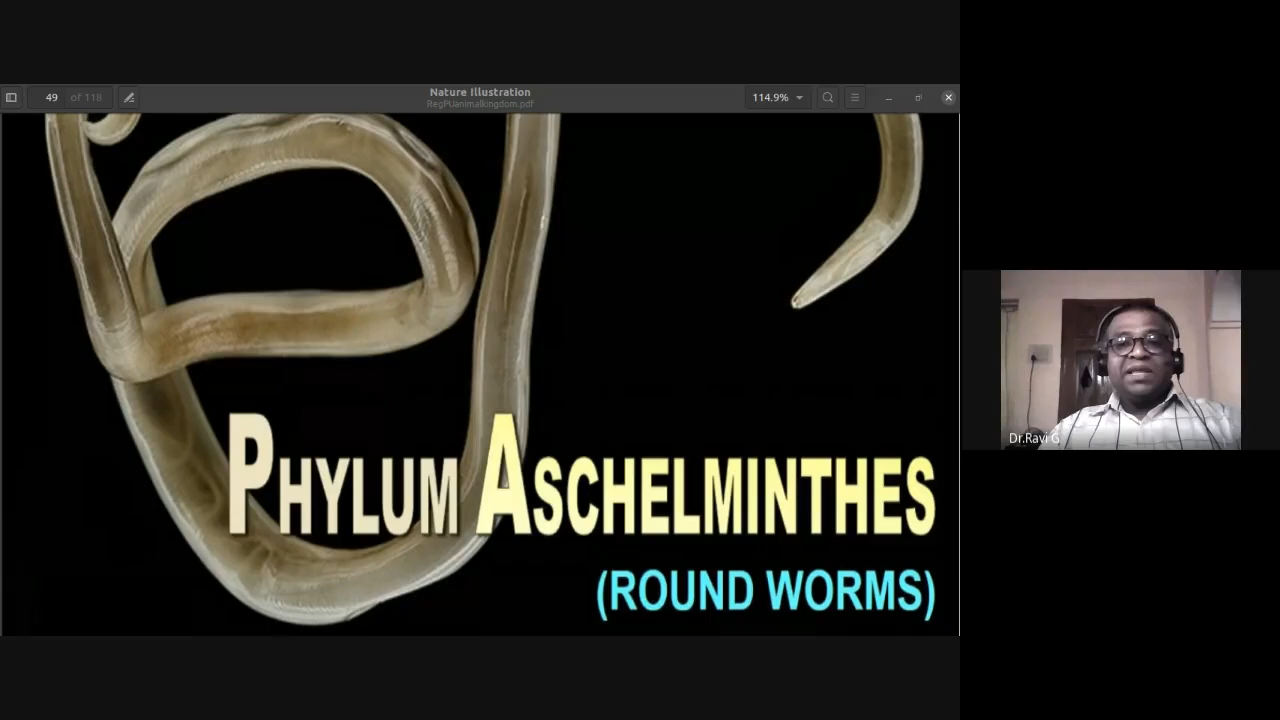 49 of 118
Nature Illustration
RegPUanimalkingdom.pdf
114.9%
PHYLUM ASCHELMINTHES
(ROUND WORMS)
Dr.Ravi G